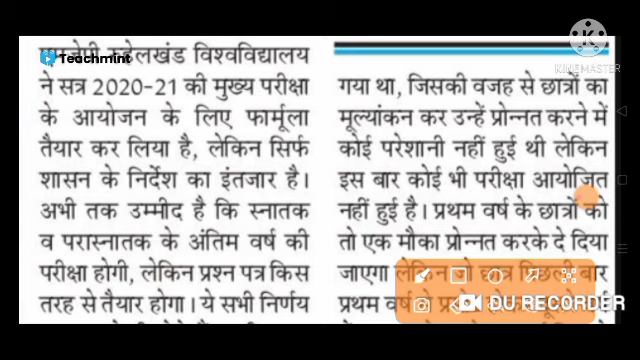 रुहेलखंड विश्वविद्यालय
Teachmint
ने सत्र 2020-21 की मुख्य परीक्षा
के आयोजन के लिए फार्मूला
तैयार कर लिया है, लेकिन सिर्फ
शासन के निर्देश का इंतजार है।
अभी तक उम्मीद है कि स्नातक
व परास्नातक के अंतिम वर्ष की
परीक्षा होगी, लेकिन प्रश्न पत्र किस
तरह से तैयार होगा। ये सभी निर्णय
गया था, जिसकी वजह से छात्रों का
मूल्यांकन कर उन्हें प्रोन्नत करने में
कोई परेशानी नहीं हुई थी लेकिन
इस बार कोई भी परीक्षा आयोजित
नहीं हुई है। प्रथम वर्ष के छात्रों को
तो एक मौका प्रोन्नत करके दे दिया
जाएगा लेकिन जो छात्र पिछली बार
प्रथम वर्ष
KINEMASTER
DU RECORDER